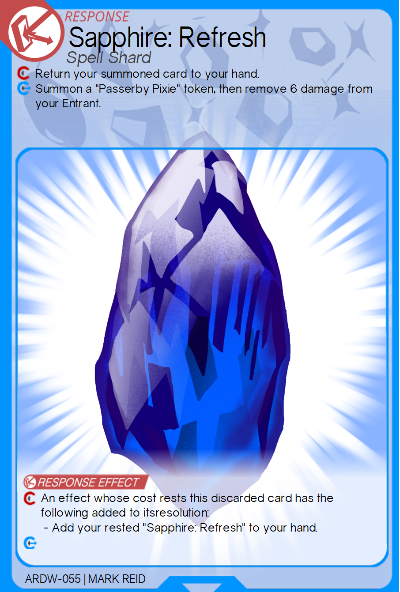 RESPONSE
Sapphire: Refresh
Spell Shard
Return your summoned card to your hand.
Summon a "Passerby Pixie" token, then remove 6 damage from
your Entrant.
RESPONSE EFFECT
An effect whose cost rests this discarded card has the
following added to itsresolution:
- Add your rested "Sapphire: Refresh" to your hand.
ARDW-055 | MARK REID